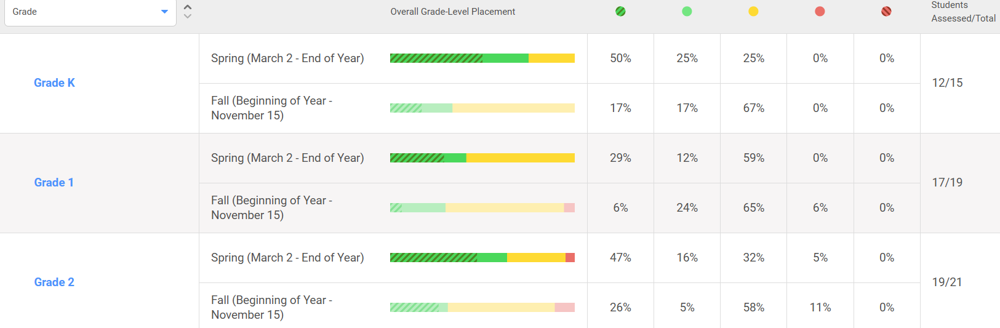 Grade
Overall Grade-Level Placement
Students
Assessed/Total
Grade K
Spring (March 2 - End of Year)
50% 25% 25% 0% 0%
12/15
Fall (Beginning of Year -
November 15)
17% 17% 67% 0% 0%
Grade 1
Spring (March 2 - End of Year)
29% 12% 59% 0% 0%
17/19
Fall (Beginning of Year -
November 15)
6% 24% 65% 6% 0%
Grade 2
Spring (March 2 - End of Year)
47% 16% 32% 5% 0%
19/21
Fall (Beginning of Year -
November 15)
26% 5% 58% 11% 0%